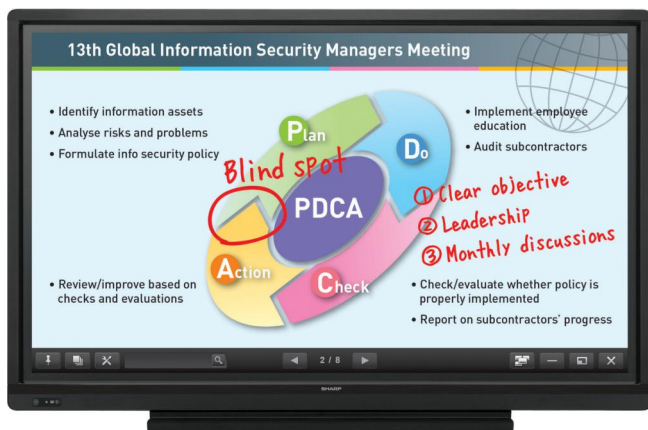 13th Global Information Security Managers Meeting
• Identify information assets
• Analyse risks and problems
• Formulate info security policy
Plan
Do
• Implement employee
education
• Audit subcontractors
Blind spot
PDCA
① Clear objective
② Leadership
③ Monthly discussions
Action
Check
• Review/improve based on
checks and evaluations
• Check/evaluate whether policy is
properly implemented
• Report on subcontractors' progress
2 / 8
SHARP